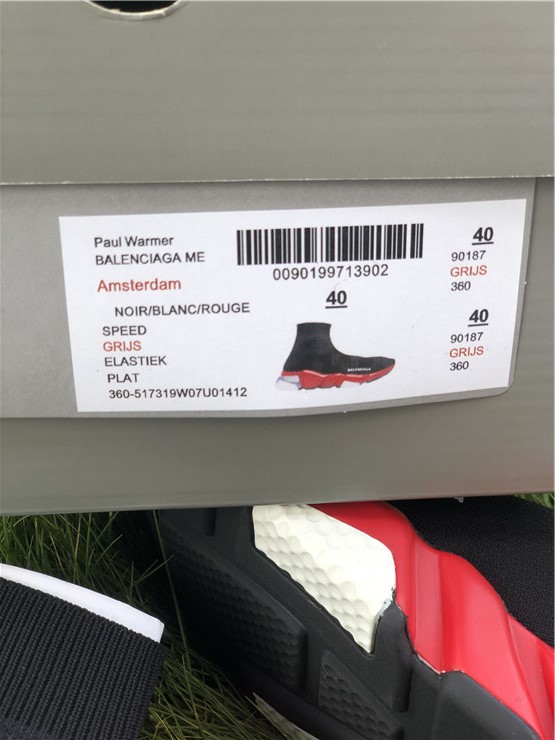 Paul Warmer
BALENCIAGA ME
Amsterdam
NOIR/BLANC/ROUGE
SPEED
GRIJS
ELASTIEK
PLAT
360-517319W07U01412
0090199713902
40
BALENCIAGA
40
90187
GRIJS
360
40
90187
GRIJS
360